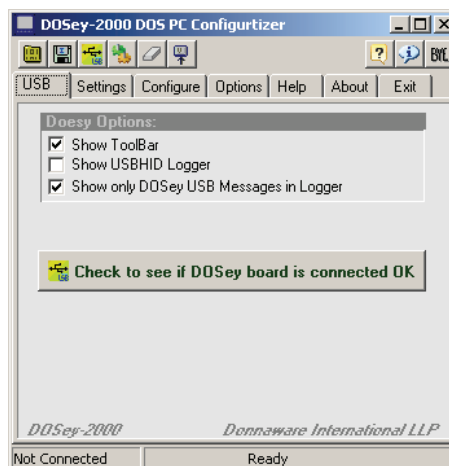 DOSey-2000 DOS PC Configurtizer
BYE
USB Settings Configure Options Help About Exit
Doesy Options:
Show ToolBar
Show USBHID Logger
Show only DOSey USB Messages in Logger
Check to see if DOSey board is connected OK
DOSey-2000 Donnaware International LLP
Not Connected Ready